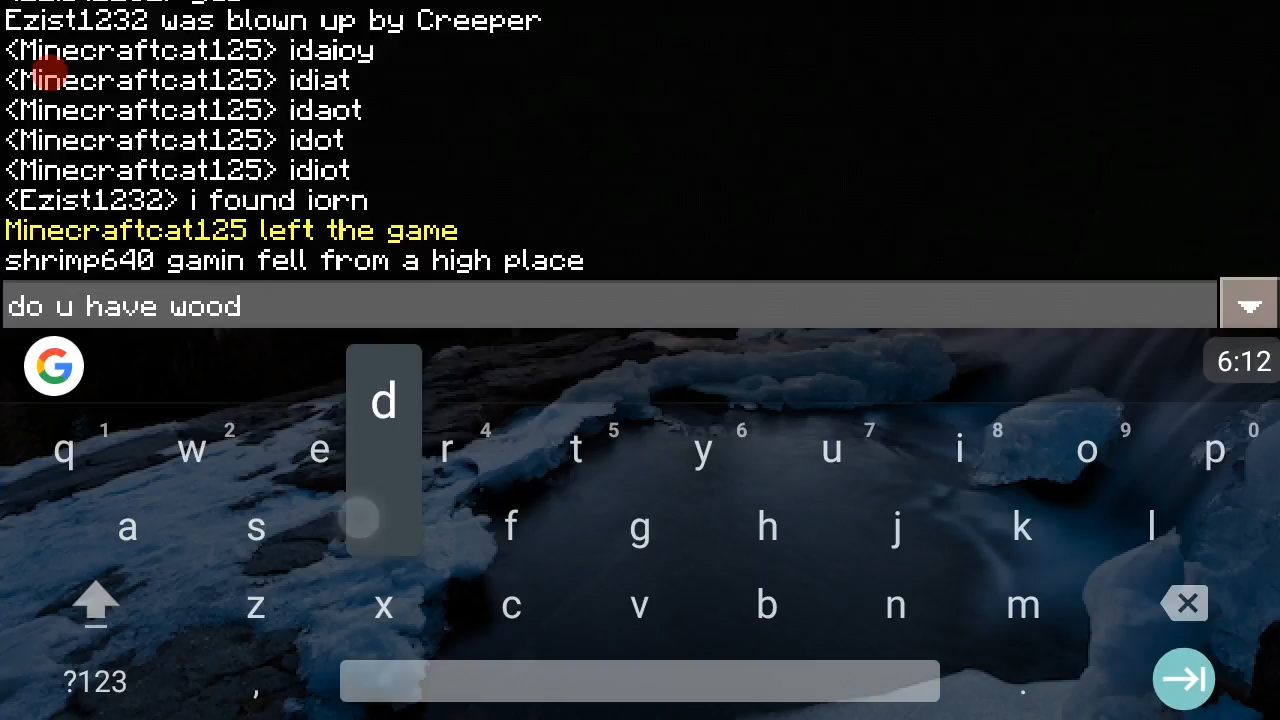 Ezist1232 was blown up by Creeper
<Minecraftcat125> idaioy
<Minecraftcat125> idiat
<Minecraftcat125> idaot
<Minecraftcat125> idot
<Minecraftcat125> idiot
<Ezist1232> i found iorn
Minecraftcat125 left the game
shrimp640 gamin fell from a high place
do u have wood
6:12
d
1 2 4 5 6 7 8 9 0
q w e r t y u i o p
a s f g h j k l
z x c v b n m
?123 , .